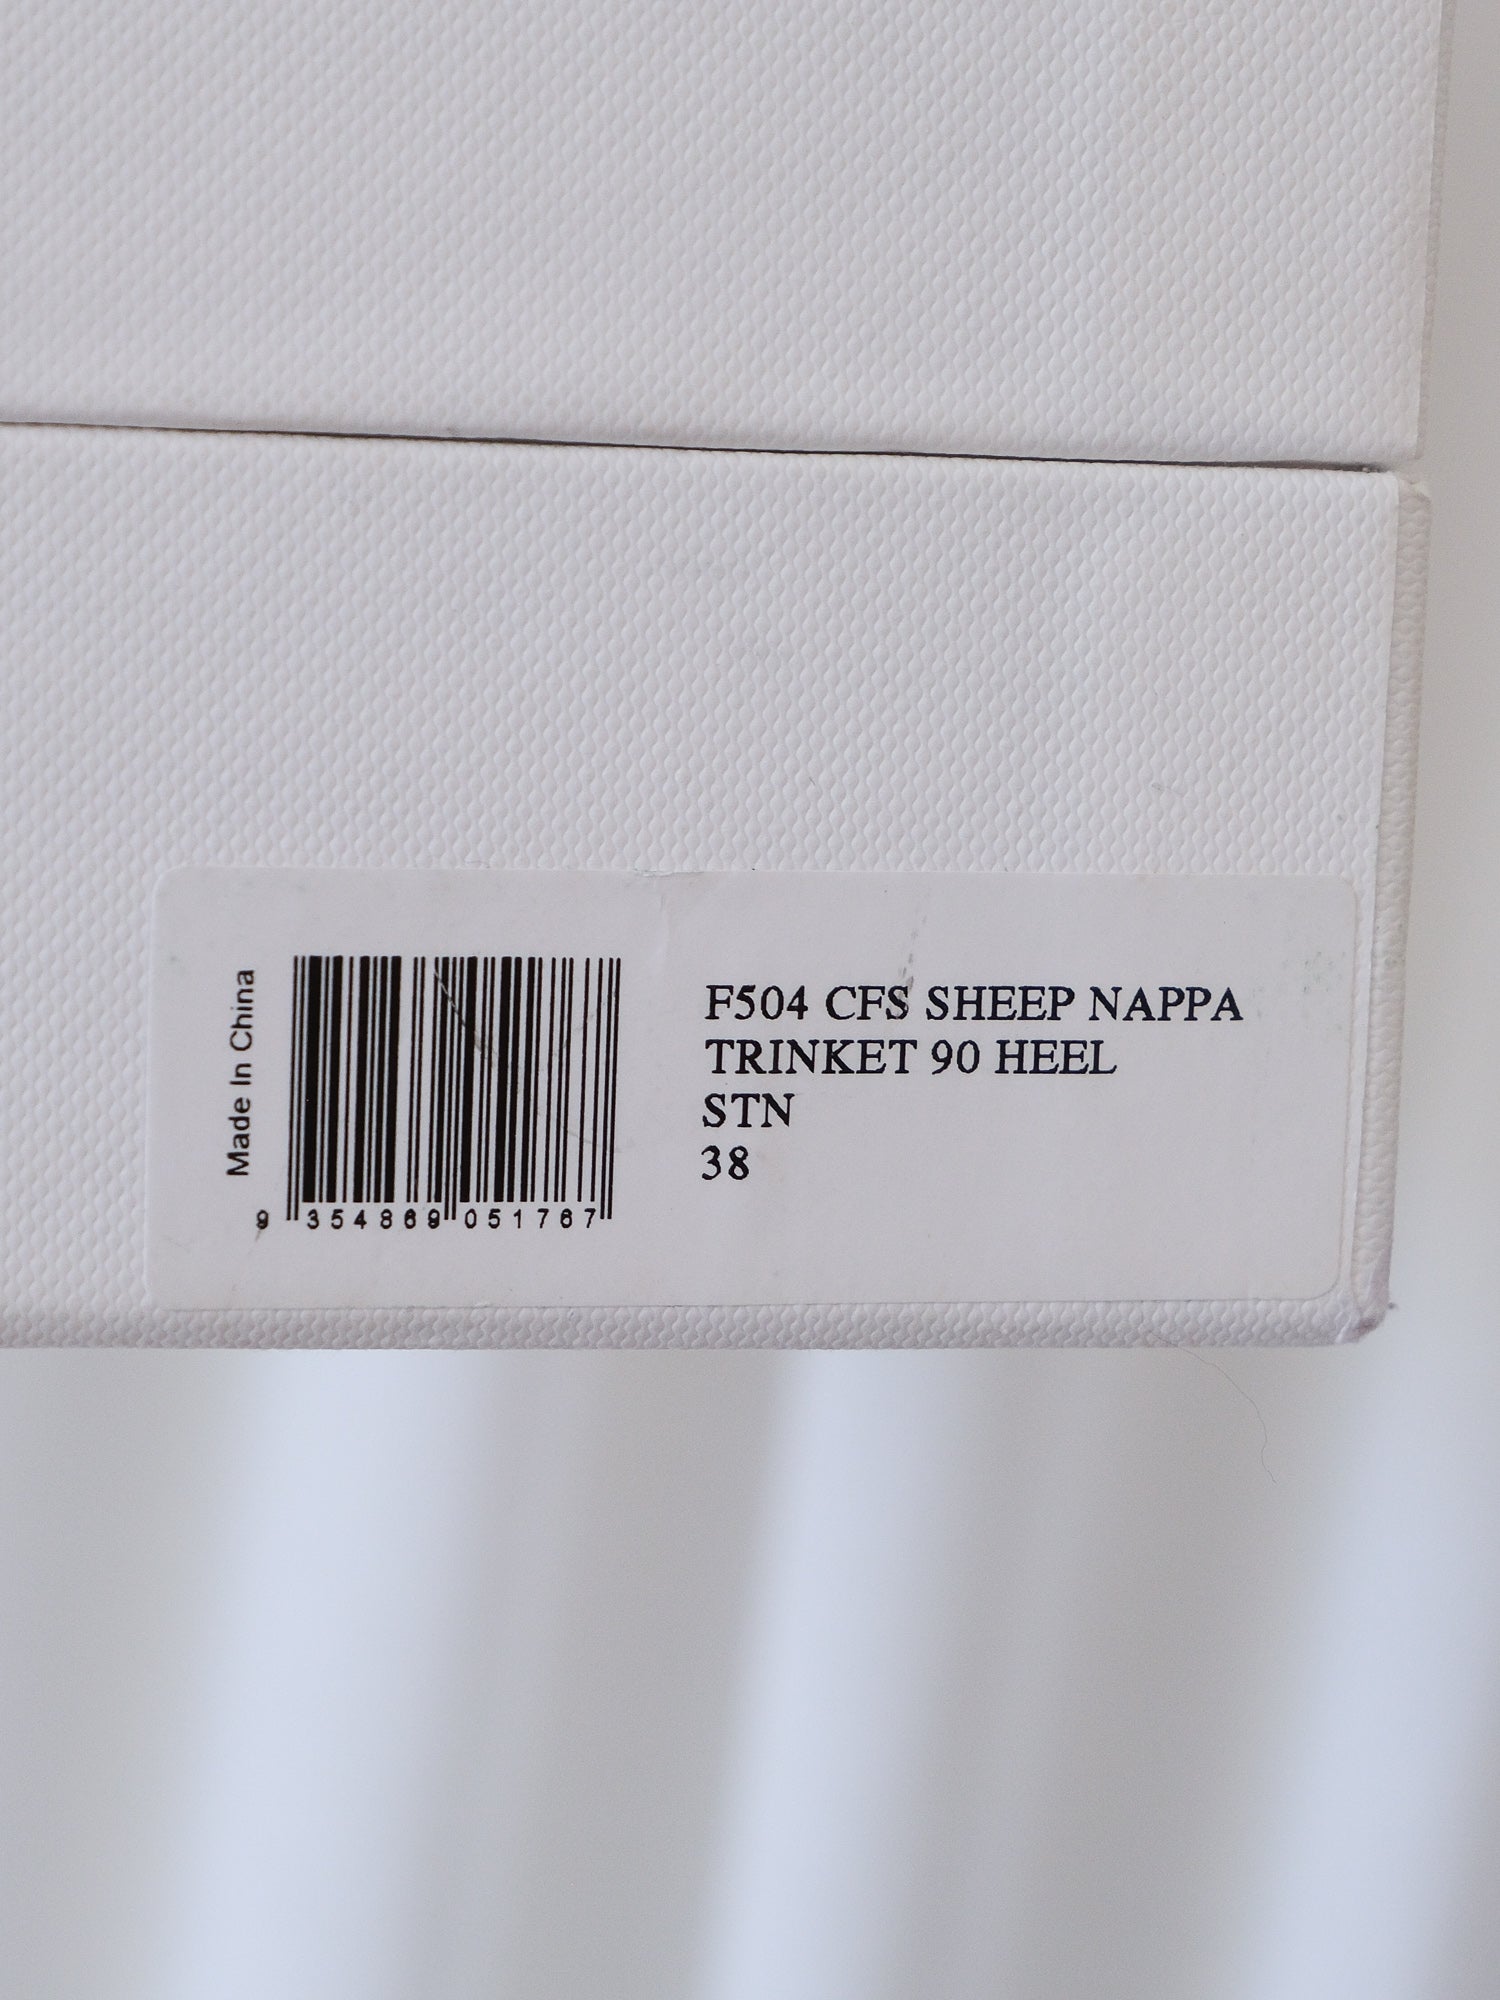 Made In China
9 354869 051767
F504 CFS SHEEP NAPPA
TRINKET 90 HEEL
STN
38